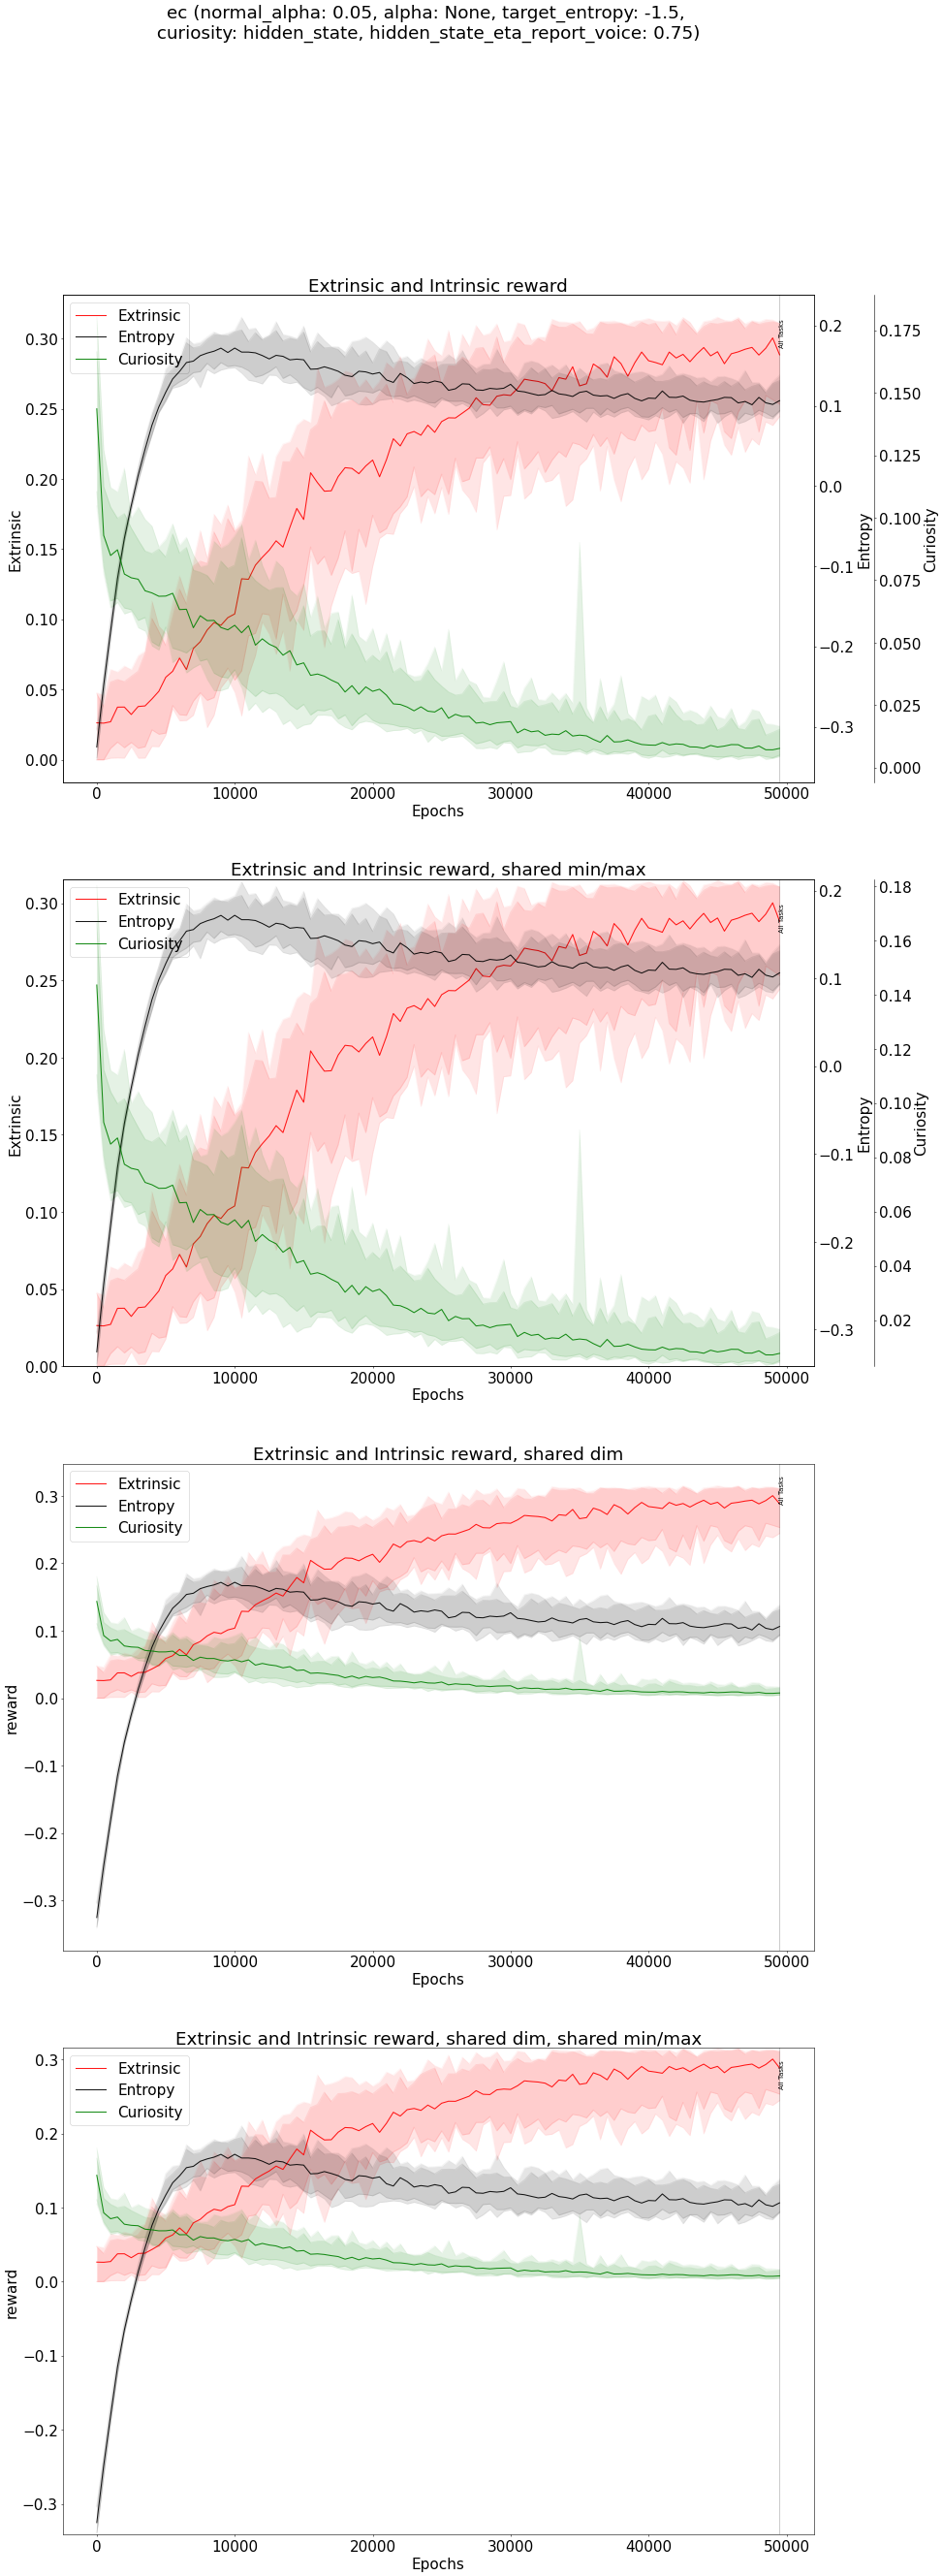 ec (normal_alpha: 0.05, alpha: None, target_entropy: -1.5,
curiosity: hidden_state, hidden_state_eta_report_voice: 0.75)
Extrinsic and Intrinsic reward
Extrinsic
Entropy
Curiosity
All Tasks
0.30
0.25
0.20
0.15
0.10
0.05
0.00
Extrinsic
0.2
0.1
0.0
−0.1
−0.2
−0.3
Entropy
0.175
0.150
0.125
0.100
0.075
0.050
0.025
0.000
Curiosity
0 10000 20000 30000 40000 50000
Epochs
Extrinsic and Intrinsic reward, shared min/max
Extrinsic
Entropy
Curiosity
All Tasks
0.30
0.25
0.20
0.15
0.10
0.05
0.00
Extrinsic
0.2
0.1
0.0
−0.1
−0.2
−0.3
Entropy
0.18
0.16
0.14
0.12
0.10
0.08
0.06
0.04
0.02
Curiosity
0 10000 20000 30000 40000 50000
Epochs
Extrinsic and Intrinsic reward, shared dim
Extrinsic
Entropy
Curiosity
All Tasks
0.3
0.2
0.1
0.0
−0.1
−0.2
−0.3
reward
0 10000 20000 30000 40000 50000
Epochs
Extrinsic and Intrinsic reward, shared dim, shared min/max
Extrinsic
Entropy
Curiosity
All Tasks
0.3
0.2
0.1
0.0
−0.1
−0.2
−0.3
reward
0 10000 20000 30000 40000 50000
Epochs